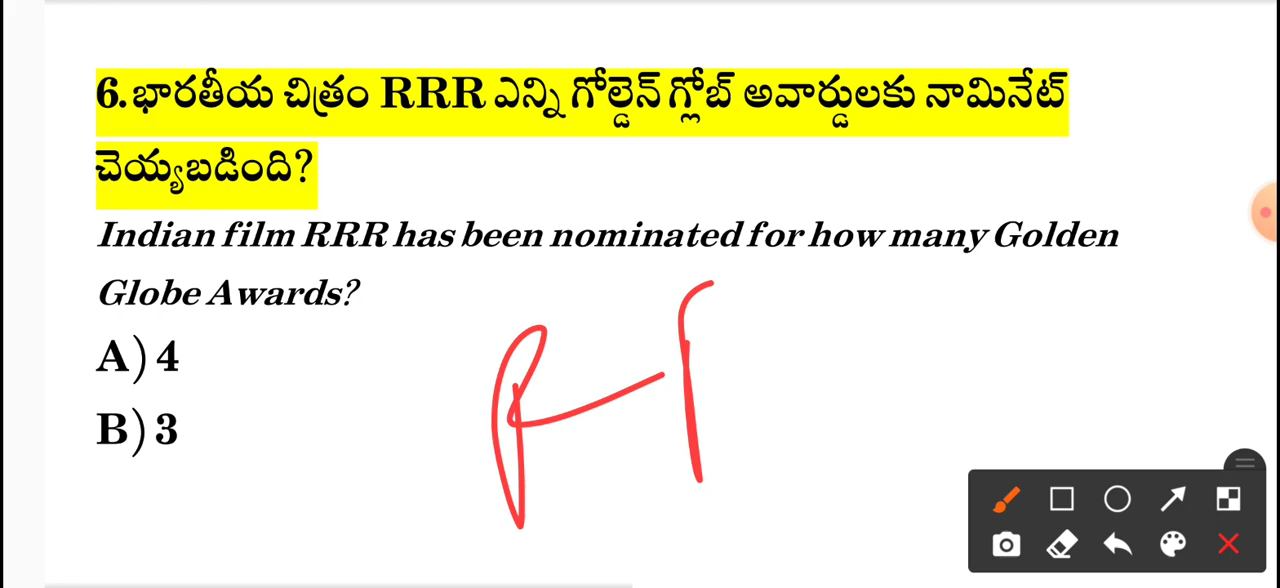 6.భారతీయ చిత్రం RRR ఎన్ని గోల్డెన్ గ్లోబ్ అవార్డులకు నామినేట్
చెయ్యబడింది?
Indian film RRR has been nominated for how many Golden
Globe Awards?
A) 4
B) 3